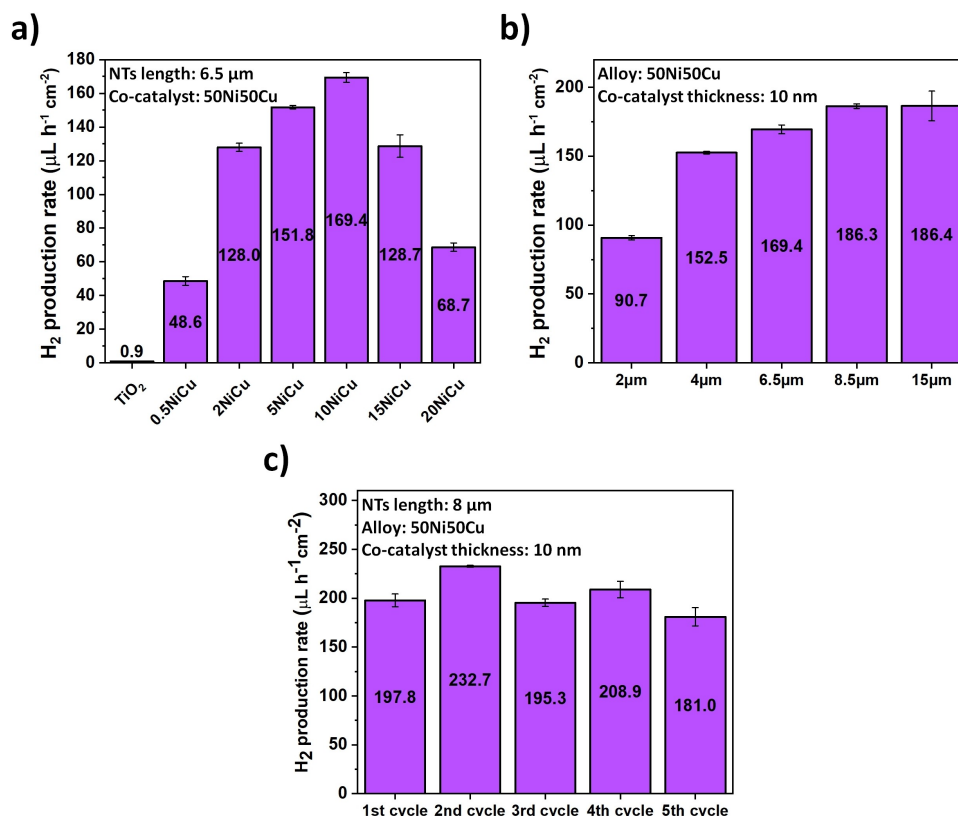 a)
NTs length: 6.5 µm
Co-catalyst: 50Ni50Cu
H2 production rate (µL h-1 cm-2)
180
160
140
120
100
80
60
40
20
0
0.9
48.6
128.0
151.8
169.4
128.7
68.7
TiO2
0.5NiCu
2NiCu
5NiCu
10NiCu
15NiCu
20NiCu
b)
Alloy: 50Ni50Cu
Co-catalyst thickness: 10 nm
H2 production rate (µL h-1 cm-2)
200
150
100
50
0
90.7
152.5
169.4
186.3
186.4
2µm
4µm
6.5µm
8.5µm
15µm
c)
NTs length: 8 µm
Alloy: 50Ni50Cu
Co-catalyst thickness: 10 nm
H2 production rate (µL h-1cm-2)
300
250
200
150
100
50
0
197.8
232.7
195.3
208.9
181.0
1st cycle
2nd cycle
3rd cycle
4th cycle
5th cycle